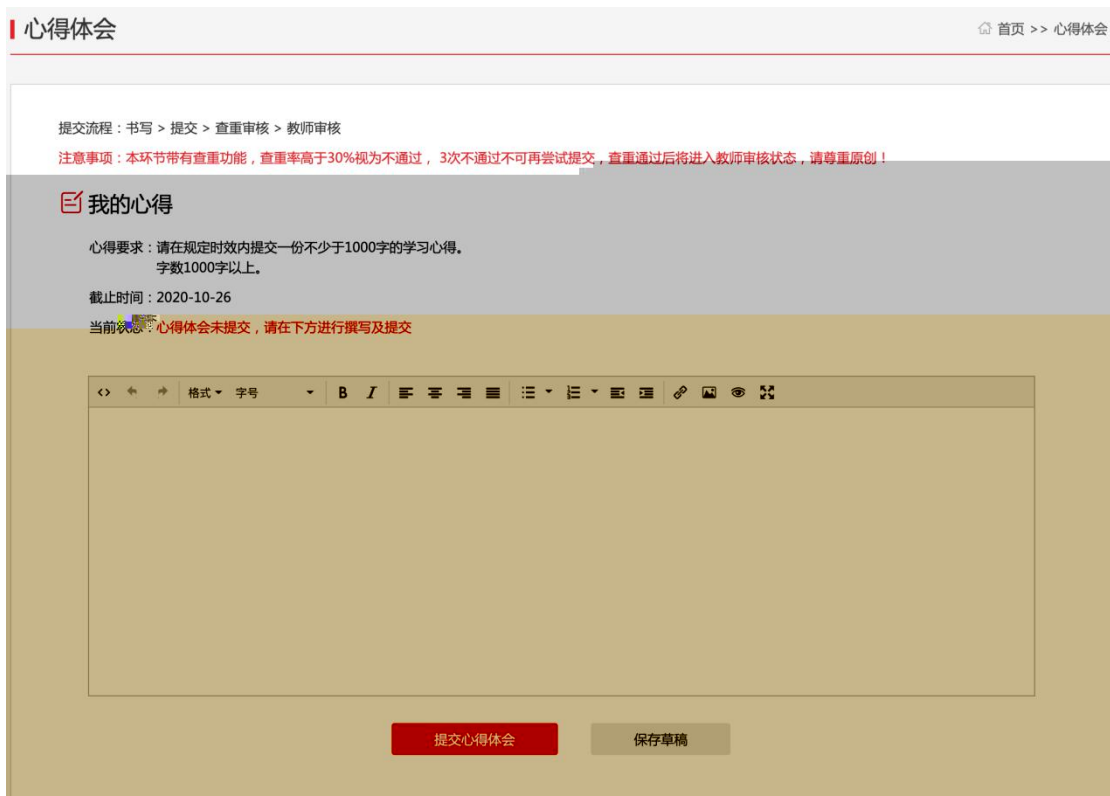 心得体会
首页 >> 心得体会
提交流程：书写 > 提交 > 查重审核 > 教师审核
注意事项：本环节带有查重功能，查重率高于30%视为不通过， 3次不通过不可再尝试提交，查重通过后将进入教师审核状态，请尊重原创！
我的心得
心得要求：请在规定时效内提交一份不少于1000字的学习心得。
字数1000字以上。
截止时间：2020-10-26
当前状态：心得体会未提交，请在下方进行撰写及提交
格式 字号 B I
提交心得体会 保存草稿